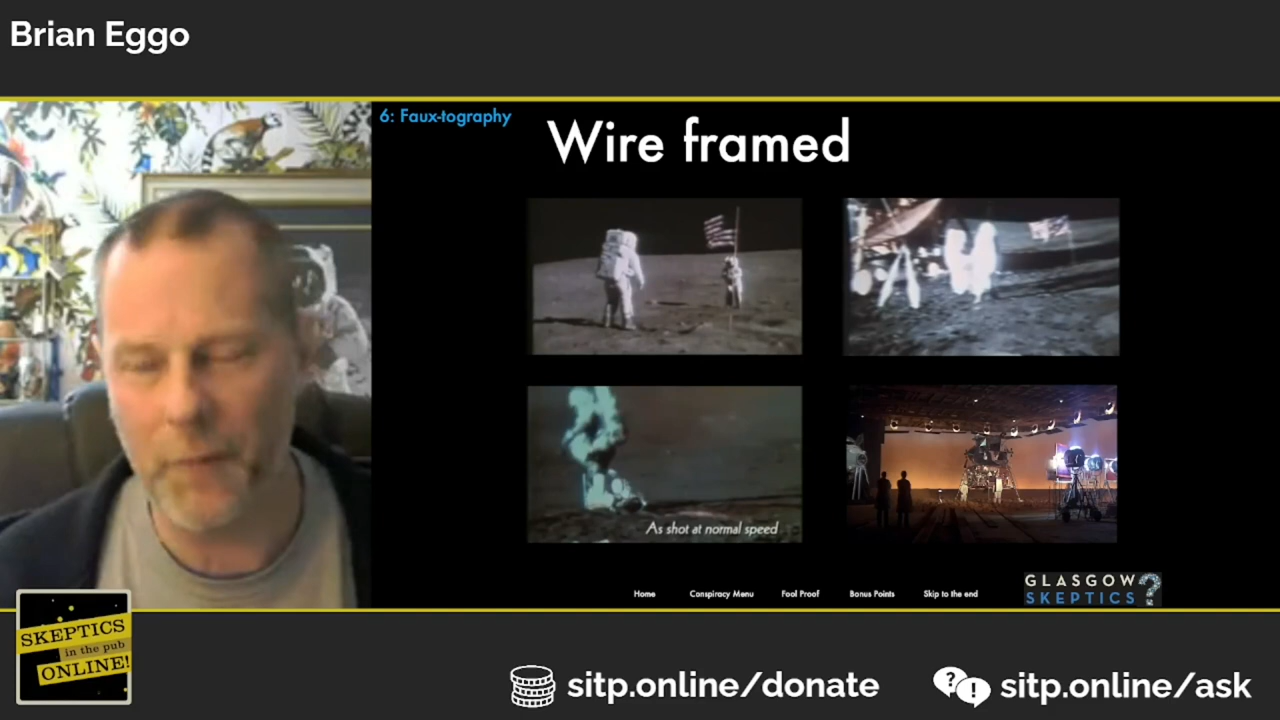 Brian Eggo
6: Faux-tography
Wire framed
As shot at normal speed
Home Conspiracy Menu Fool Proof Bonus Points Skip to the end
GLASGOW
SKEPTICS
SKEPTICS
in the pub
ONLINE!
sitp.online/donate
sitp.online/ask